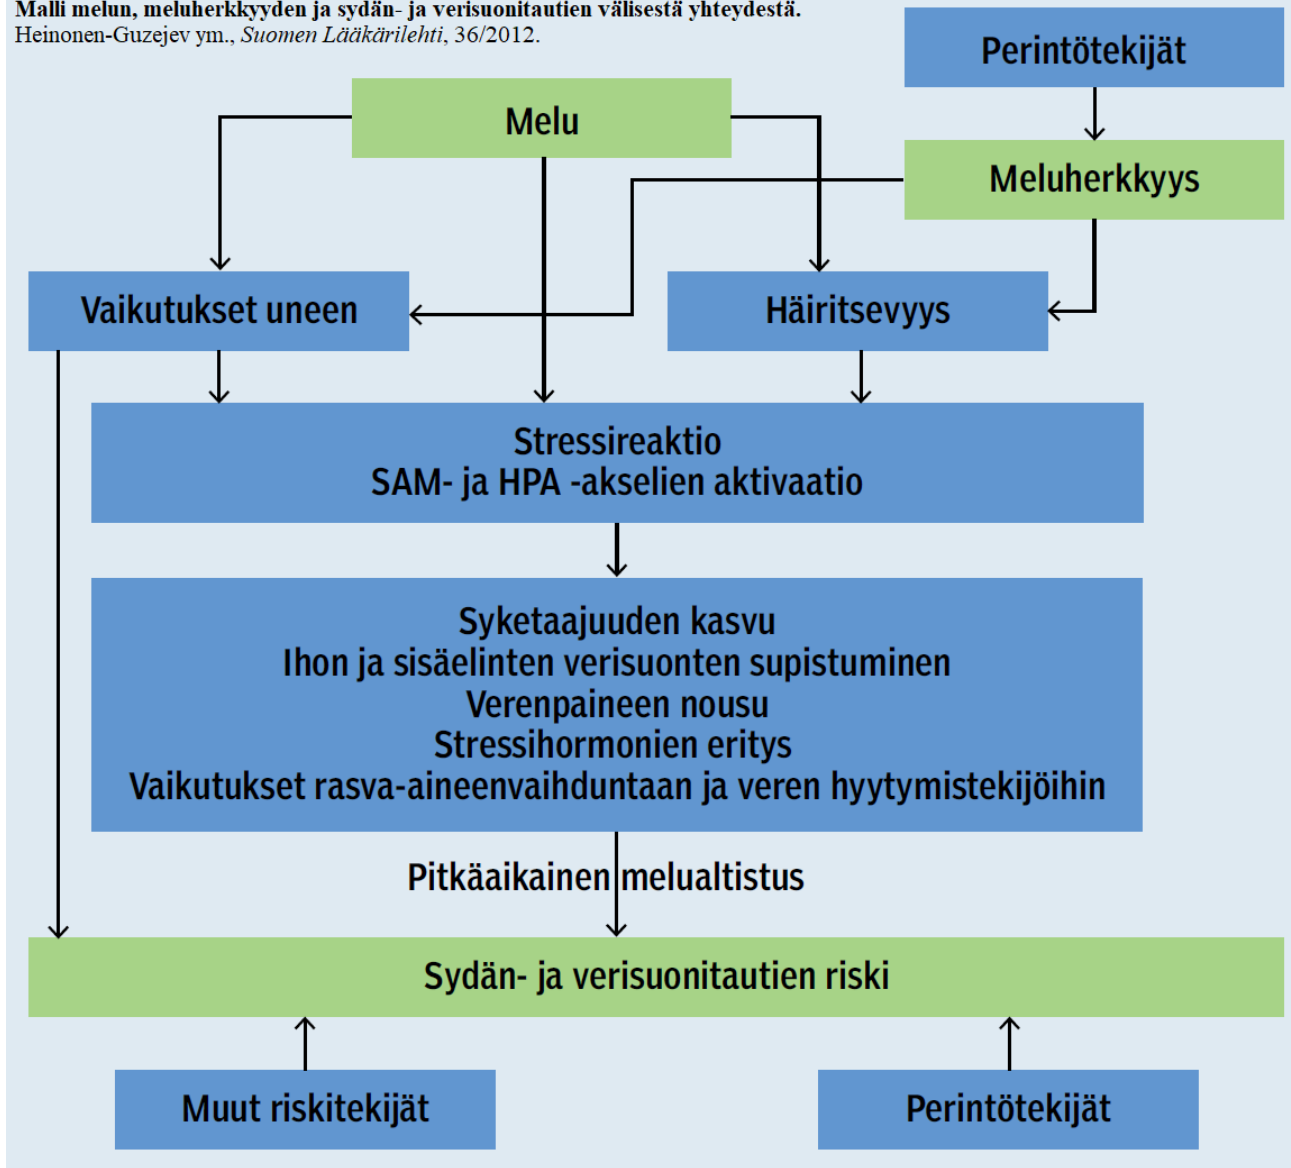 Malli melun, meluherkkyyden ja sydän- ja verisuonitautien välisestä yhteydestä.
Heinonen-Guzejev ym., Suomen Lääkärilehti, 36/2012.
Perintötekijät
Melu
Meluherkkyys
Vaikutukset uneen
Häiritsevyys
Stressireaktio
SAM- ja HPA -akselien aktivaatio
Syketaajuuden kasvu
Ihon ja sisäelinten verisuonten supistuminen
Verenpaineen nousu
Stressihormonien eritys
Vaikutukset rasva-aineenvaihduntaan ja veren hyytymistekijöihin
Pitkäaikainen melualtistus
Sydän- ja verisuonitautien riski
Muut riskitekijät
Perintötekijät